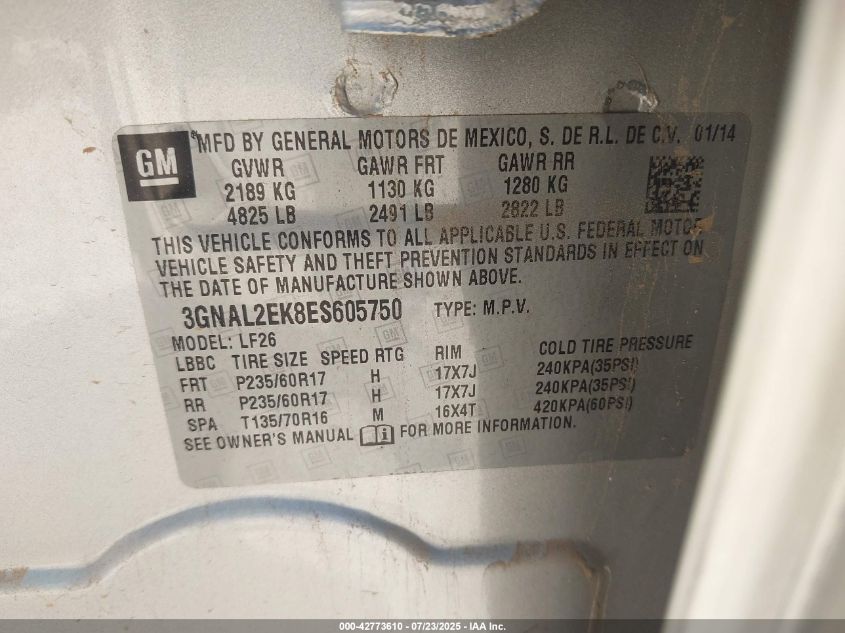 GM
*MFD BY GENERAL MOTORS DE MEXICO, S. DE R.L. DE C.V. 01/14
GVWR GAWR FRT GAWR RR
2189 KG 1130 KG 1280 KG
4825 LB 2491 LB 2822 LB
THIS VEHICLE CONFORMS TO ALL APPLICABLE U.S. FEDERAL MOTOR
VEHICLE SAFETY AND THEFT PREVENTION STANDARDS IN EFFECT ON
THE DATE OF MANUFACTURE SHOWN ABOVE.
3GNAL2EK8ES605750 TYPE: M.P.V.
MODEL: LF26
LBBC TIRE SIZE SPEED RTG RIM COLD TIRE PRESSURE
FRT P235/60R17 H 17X7J 240KPA(35PSI)
RR P235/60R17 H 17X7J 240KPA(35PSI)
SPA T135/70R16 M 16X4T 420KPA(60PSI)
SEE OWNER'S MANUAL FOR MORE INFORMATION.
000-42773610 - 07/23/2025 - IAA Inc.